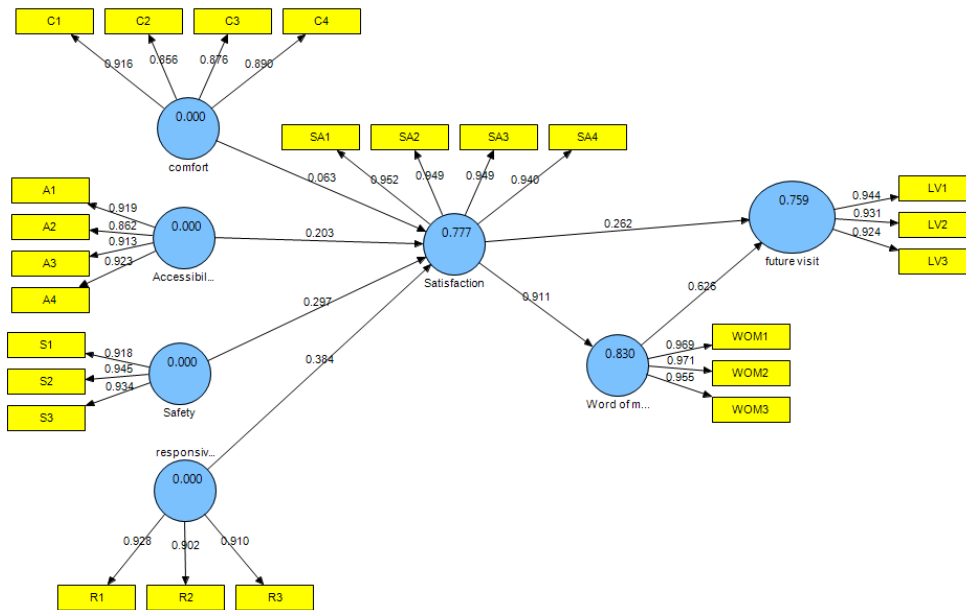 C1
C2
C3
C4
0.916
0.856
0.876
0.890
0.000
comfort
SA1
SA2
SA3
SA4
0.952
0.949
0.949
0.940
0.063
A1
A2
A3
A4
0.919
0.862
0.913
0.923
0.000
Accessibil...
0.203
0.777
Satisfaction
0.262
0.759
future visit
0.944
0.931
0.924
LV1
LV2
LV3
0.297
0.911
0.626
S1
S2
S3
0.918
0.945
0.934
0.000
Safety
0.384
0.830
Word of m...
0.969
0.971
0.955
WOM1
WOM2
WOM3
responsiv...
0.000
0.928
0.902
0.910
R1
R2
R3